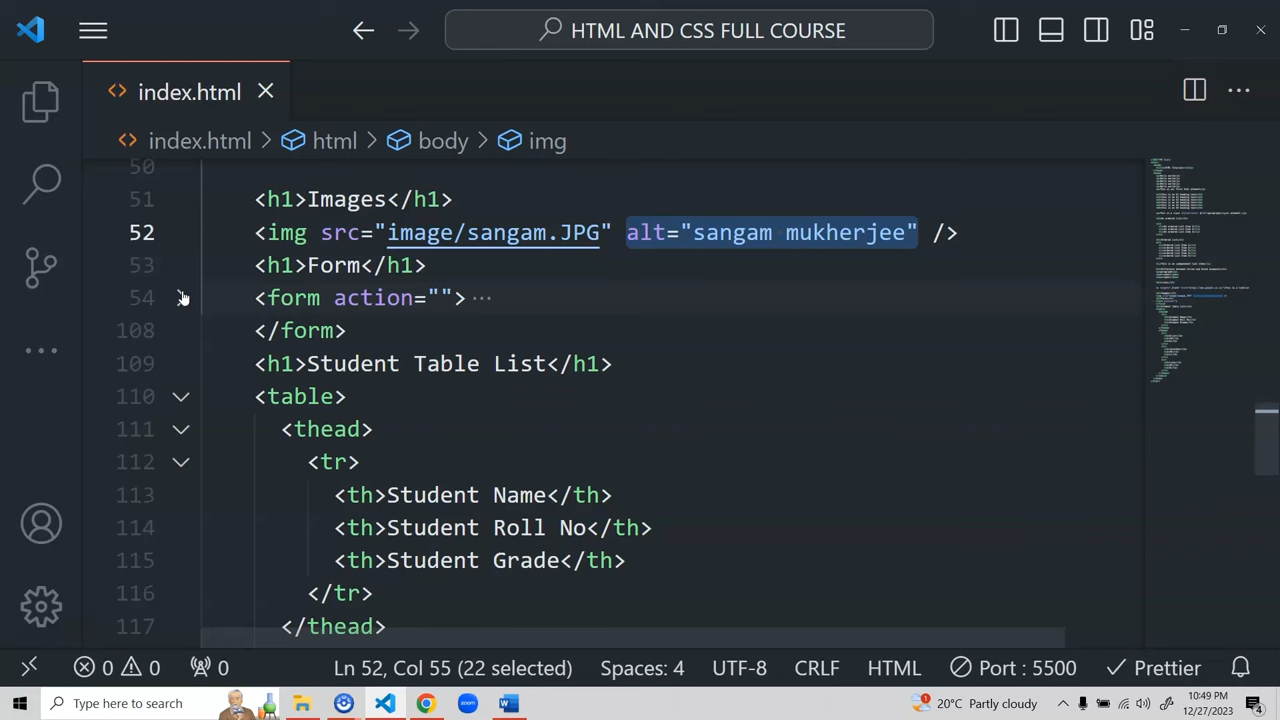 HTML AND CSS FULL COURSE
index.html
index.html > html > body > img
50
51 <h1>Images</h1>
52 <img src="image/sangam.JPG" alt="sangam mukherjee" />
53 <h1>Form</h1>
54 <form action="">···
108 </form>
109 <h1>Student Table List</h1>
110 <table>
111 <thead>
112 <tr>
113 <th>Student Name</th>
114 <th>Student Roll No</th>
115 <th>Student Grade</th>
116 </tr>
117 </thead>
0 0 0 Ln 52, Col 55 (22 selected) Spaces: 4 UTF-8 CRLF HTML Port : 5500 Prettier
Type here to search zoom W 20°C Partly cloudy 10:49 PM
12/27/2023 4